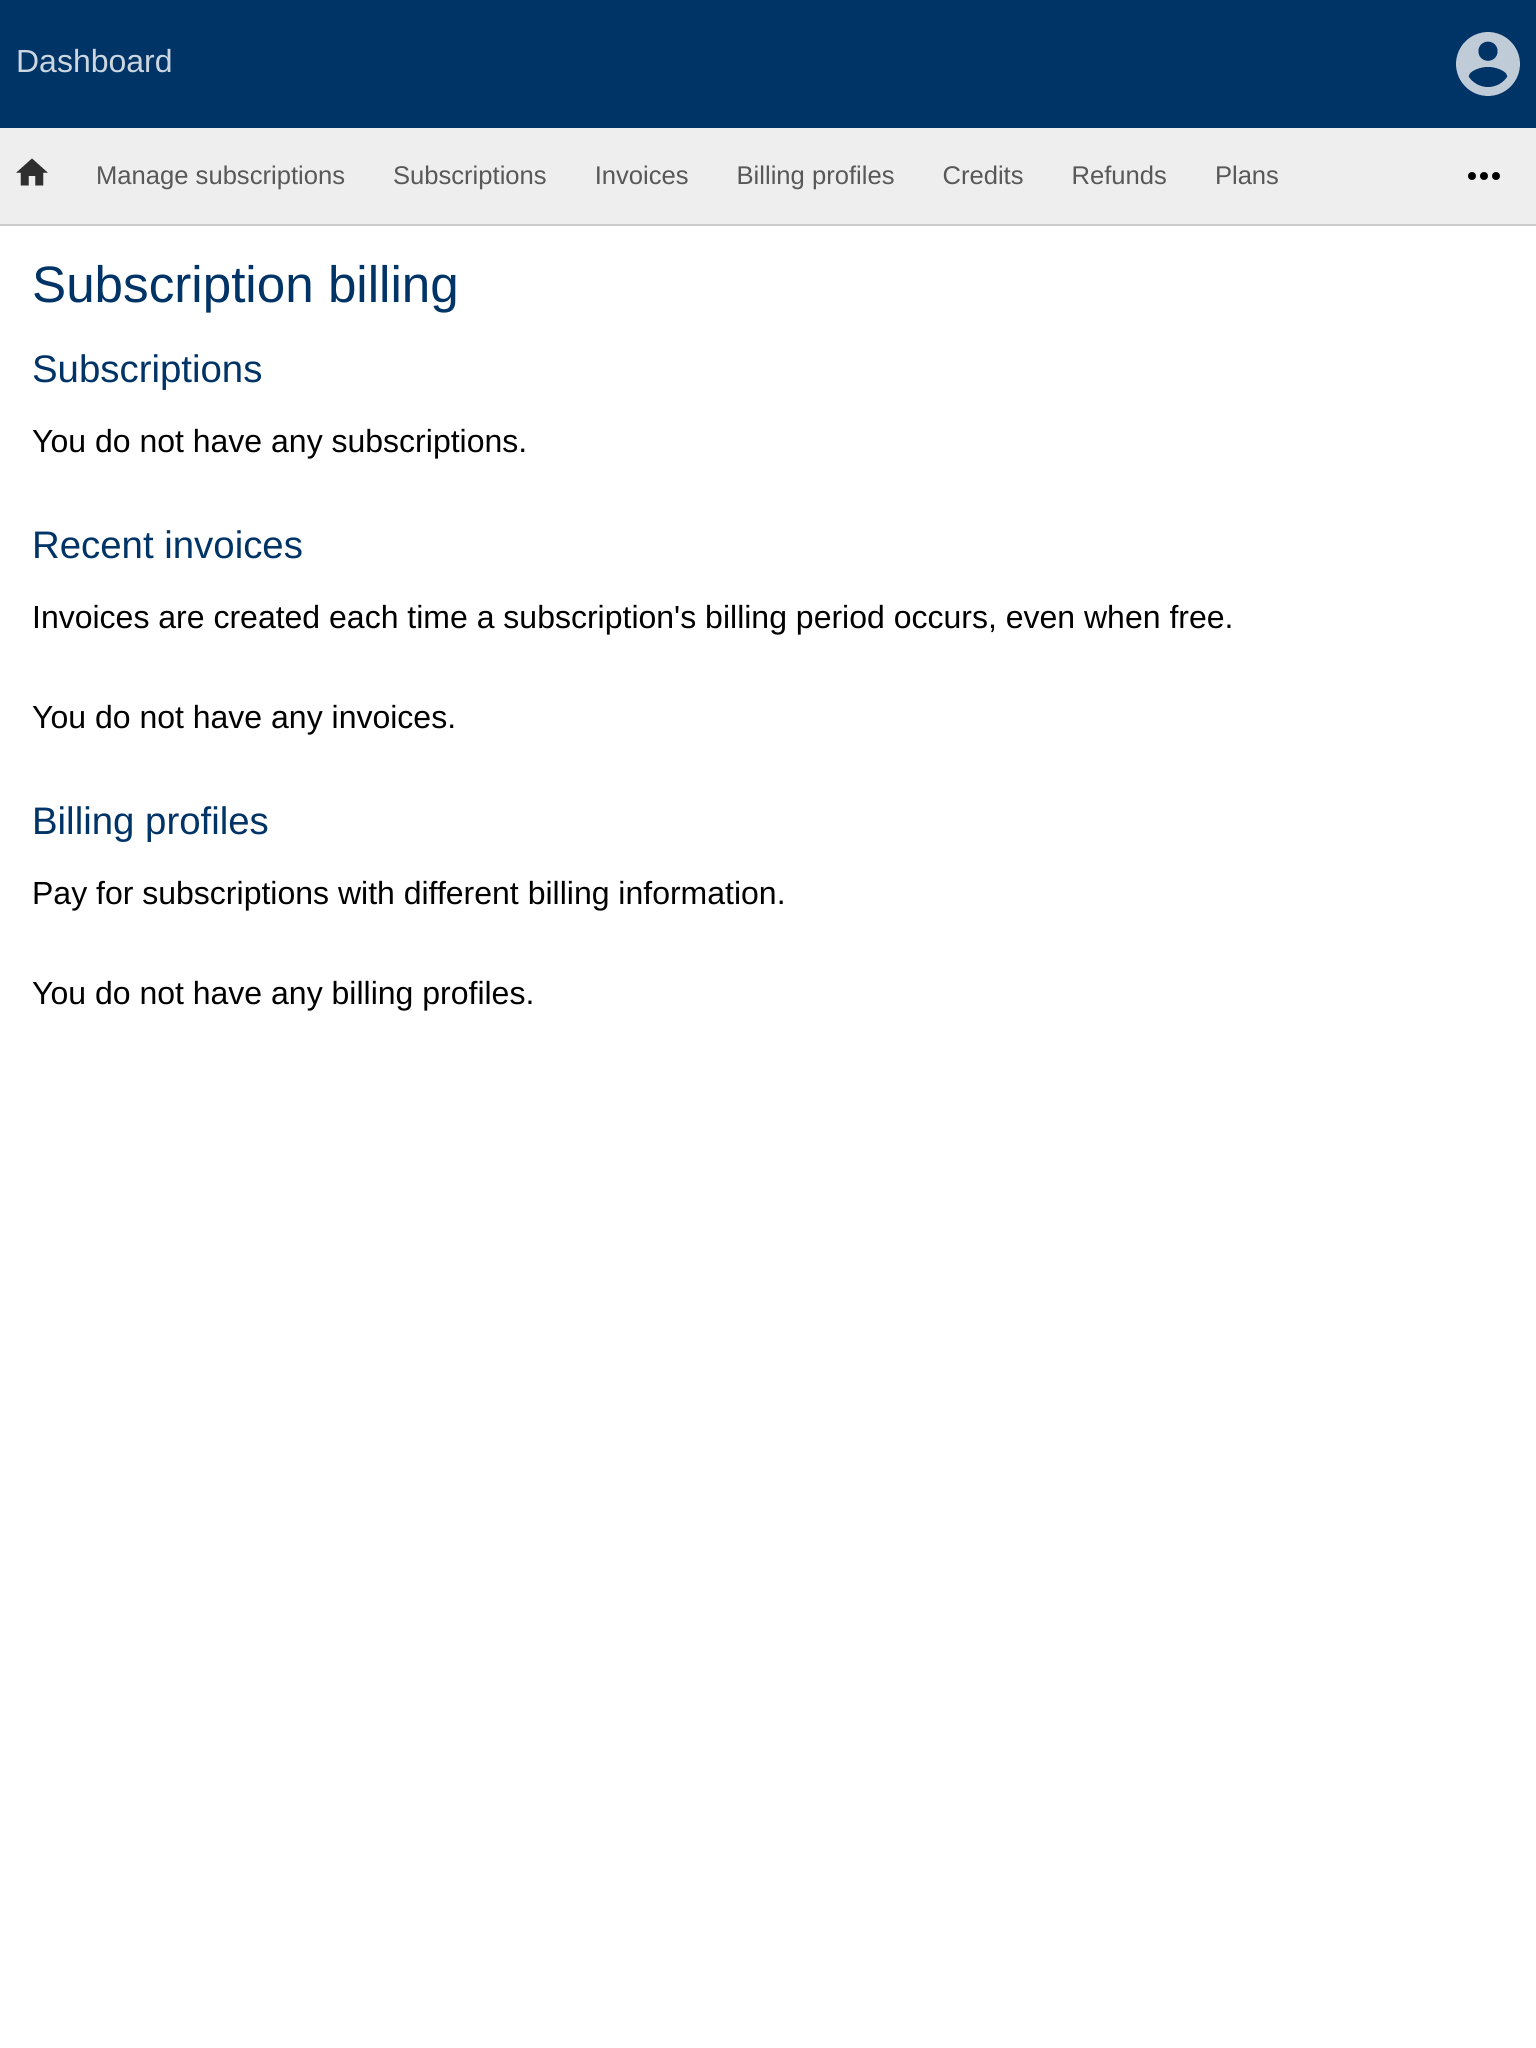 Dashboard
Manage subscriptions Subscriptions Invoices Billing profiles Credits Refunds Plans
Subscription billing
Subscriptions
You do not have any subscriptions.
Recent invoices
Invoices are created each time a subscription's billing period occurs, even when free.
You do not have any invoices.
Billing profiles
Pay for subscriptions with different billing information.
You do not have any billing profiles.